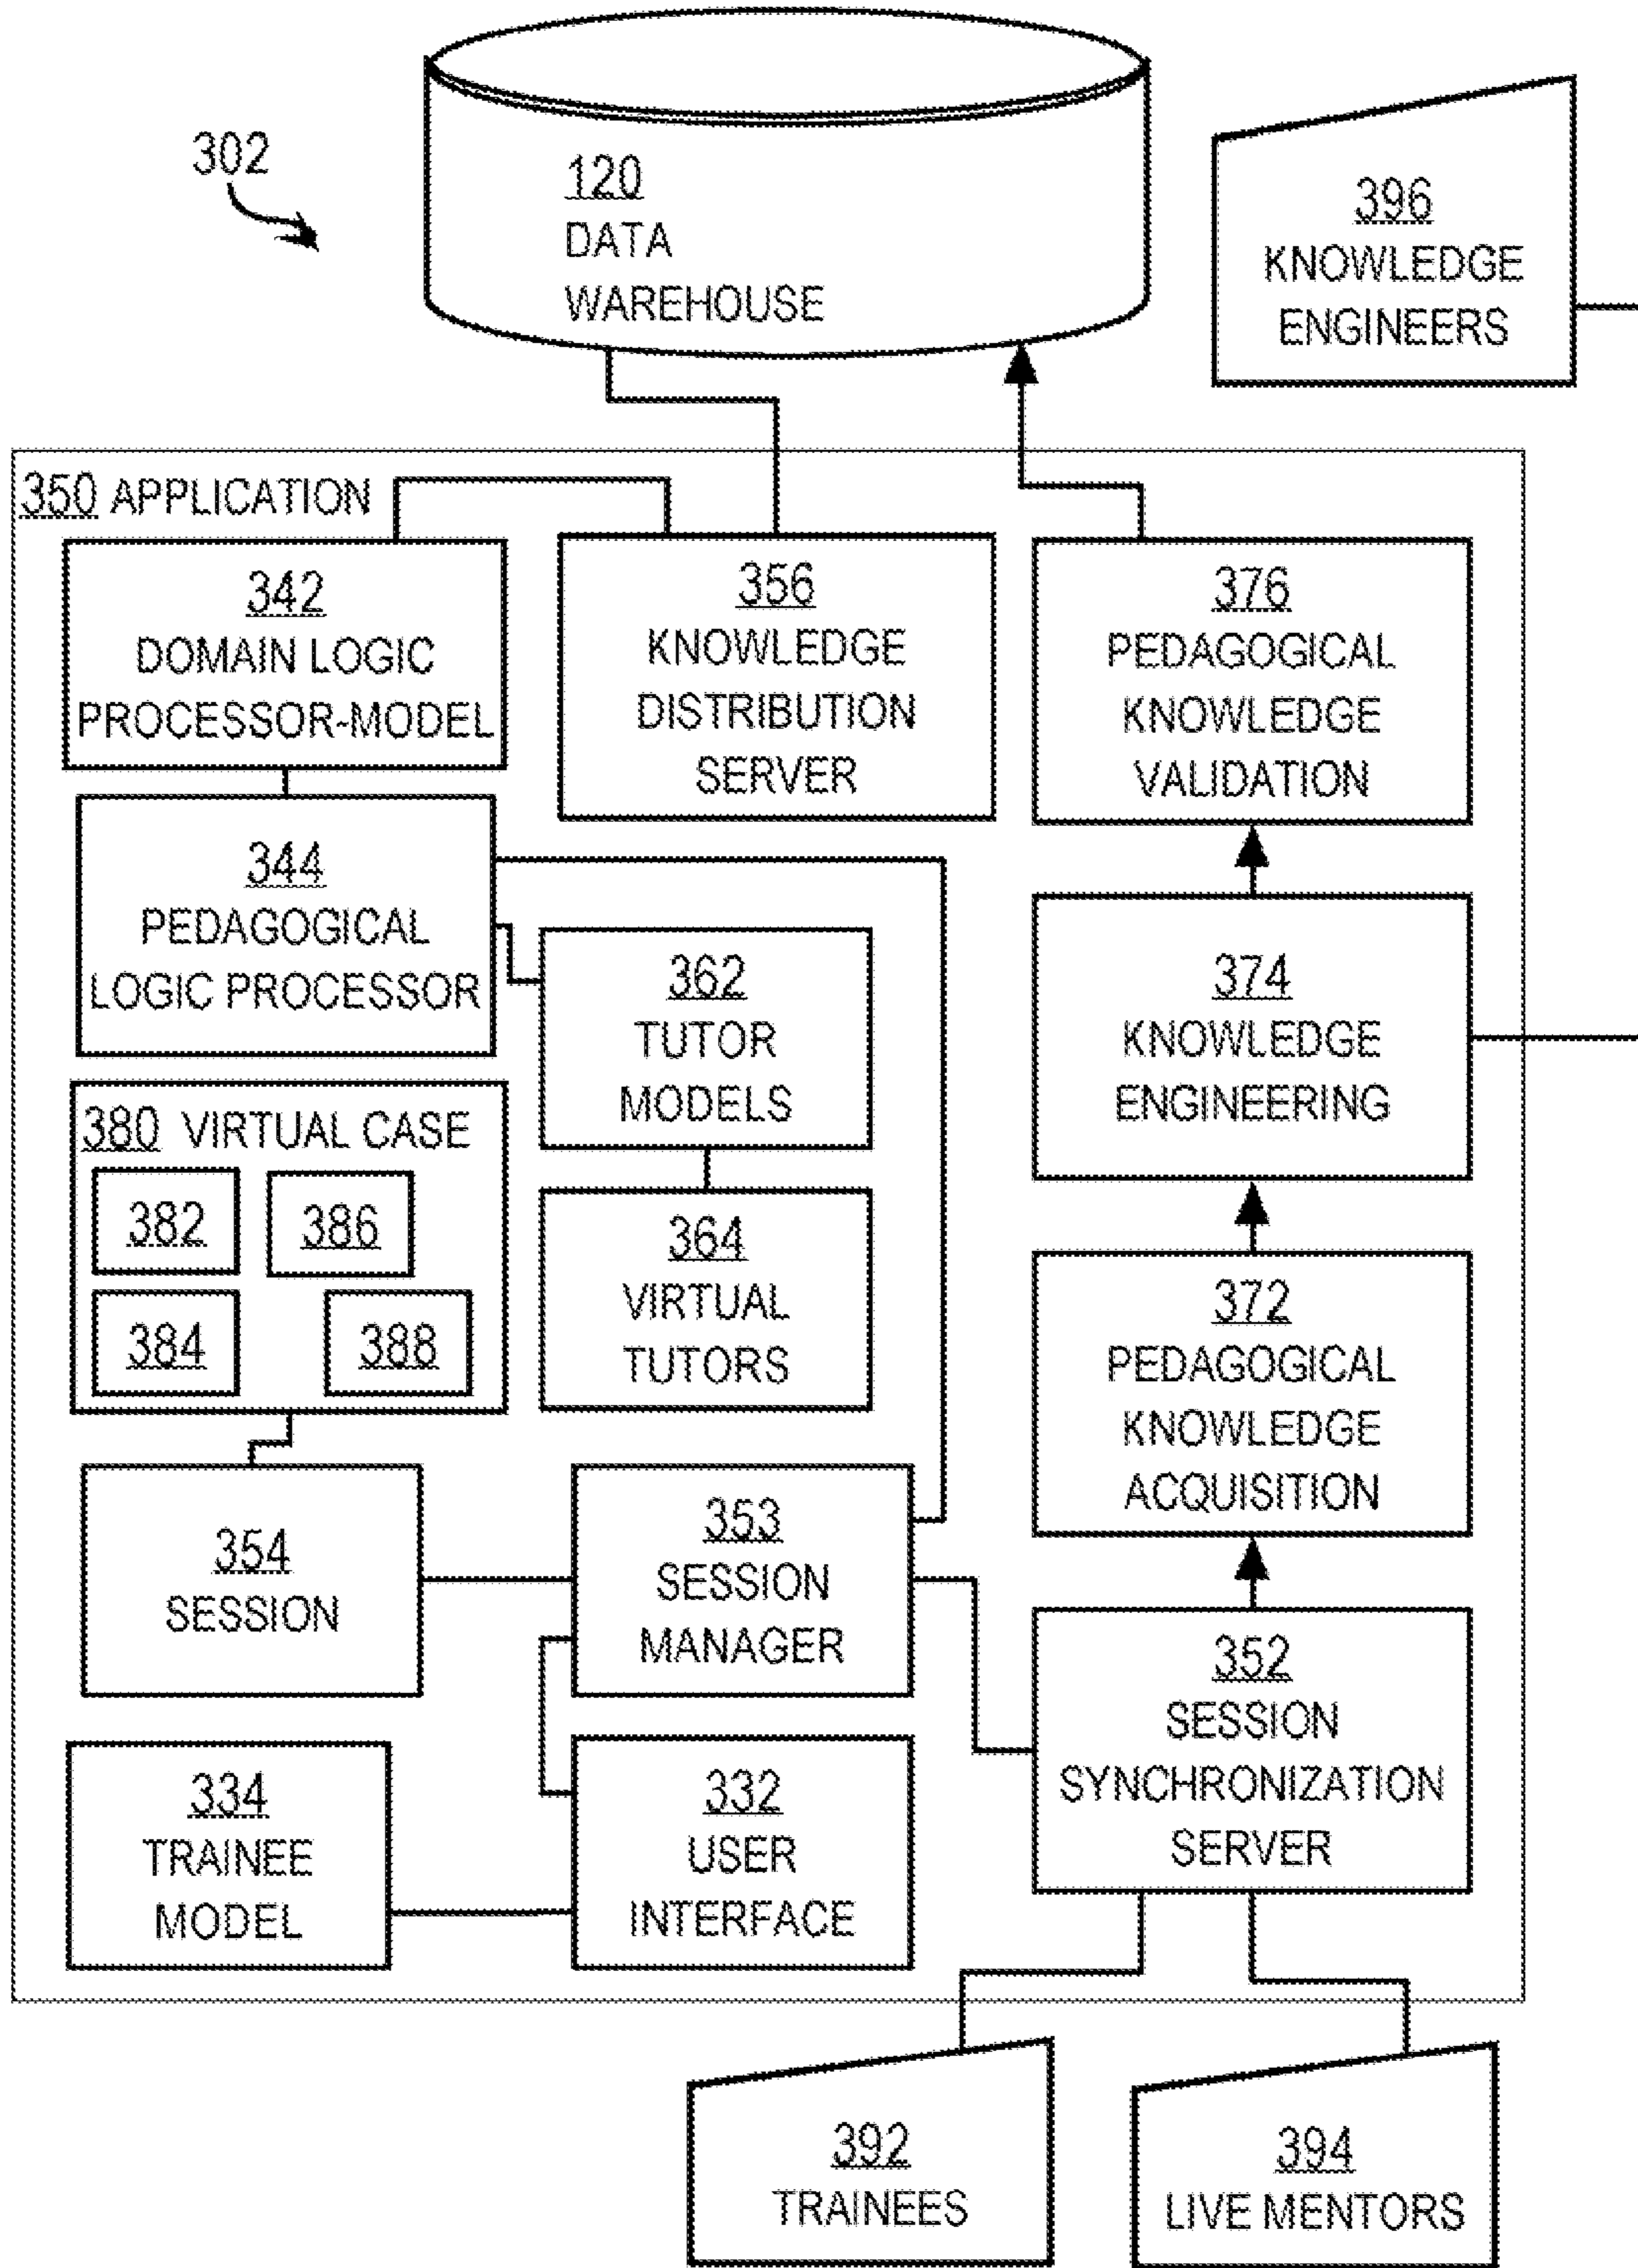 302
120
DATA
WAREHOUSE
396
KNOWLEDGE
ENGINEERS
350 APPLICATION
342
DOMAIN LOGIC
PROCESSOR-MODEL
356
KNOWLEDGE
DISTRIBUTION
SERVER
376
PEDAGOGICAL
KNOWLEDGE
VALIDATION
344
PEDAGOGICAL
LOGIC PROCESSOR
362
TUTOR
MODELS
374
KNOWLEDGE
ENGINEERING
380 VIRTUAL CASE
382
386
384
388
364
VIRTUAL
TUTORS
372
PEDAGOGICAL
KNOWLEDGE
ACQUISITION
354
SESSION
353
SESSION
MANAGER
352
SESSION
SYNCHRONIZATION
SERVER
334
TRAINEE
MODEL
332
USER
INTERFACE
392
TRAINEES
394
LIVE MENTORS